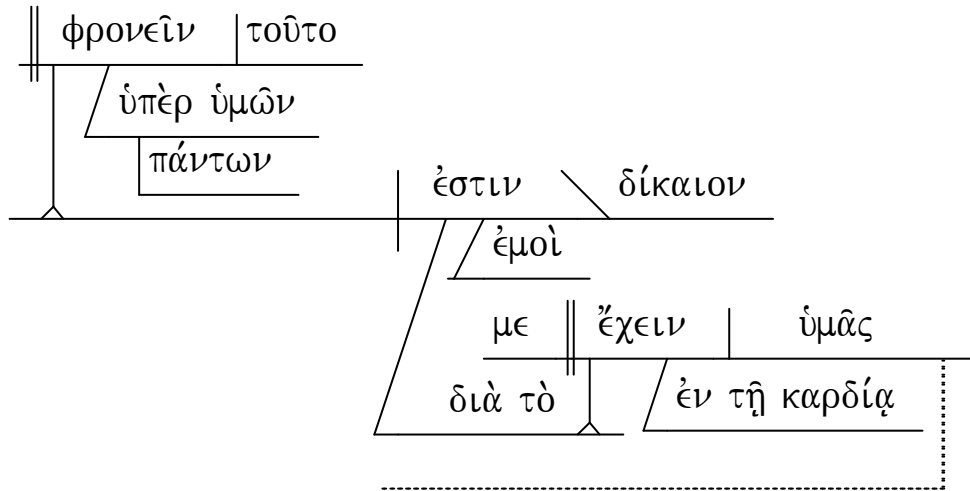 φρονεῖν τοῦτο
ὑπὲρ ὑμῶν
πάντων
ἐστιν δίκαιον
ἐμοὶ
με ἔχειν ὑμᾶς
διὰ τὸ ἐν τῇ καρδίᾳ